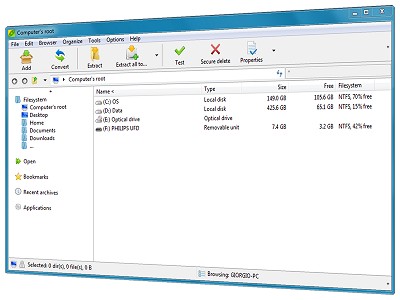 Computer's root
File Edit Browser Organize Tools Options Help
Add Convert Extract Extract all to... Test Secure delete Properties
Computer's root
Name < Type Size Free Filesystem
Filesystem
Computer's root
Desktop
Home
Documents
Downloads
...
Open
Bookmarks
Recent archives
Applications
(C:) OS Local disk 149.0 GB 105.6 GB NTFS, 70% free
(D:) Data Local disk 425.6 GB 65.1 GB NTFS, 15% free
(E:) Optical drive Optical drive
(F:) PHILIPS UFD Removable unit 7.4 GB 3.2 GB NTFS, 42% free
Selected: 0 dir(s), 0 file(s), 0 B Browsing: GIORGIO-PC